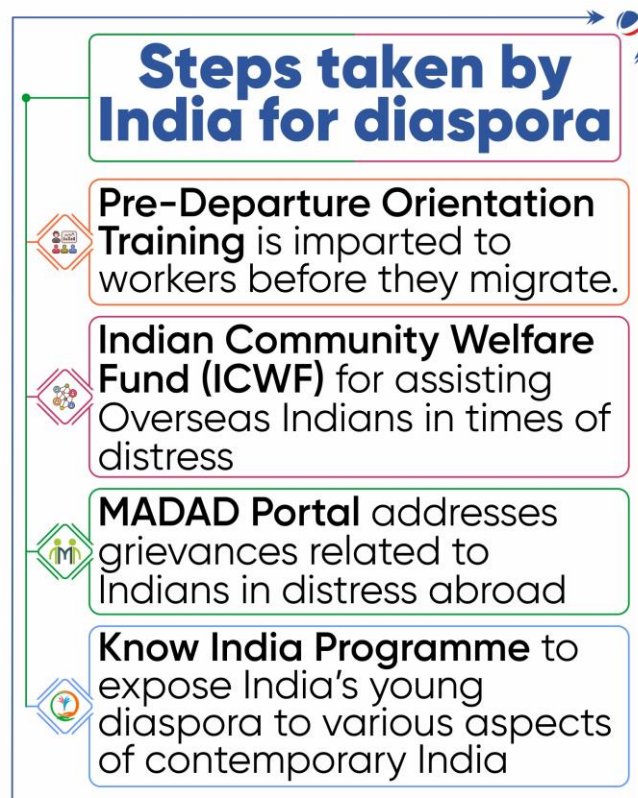 Steps taken by
India for diaspora
Pre-Departure Orientation
Training is imparted to
workers before they migrate.
Indian Community Welfare
Fund (ICWF) for assisting
Overseas Indians in times of
distress
MADAD Portal addresses
grievances related to
Indians in distress abroad
Know India Programme to
expose India's young
diaspora to various aspects
of contemporary India